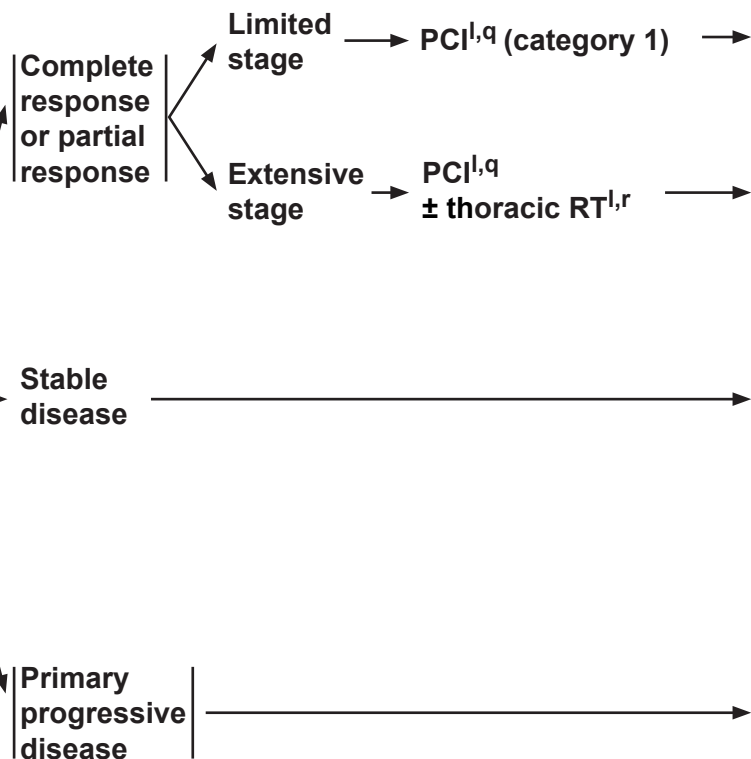 Complete
response
or partial
response
Limited
stage
PCIl,q (category 1)
Extensive
stage
PCIl,q
± thoracic RTl,r
Stable
disease
Primary
progressive
disease